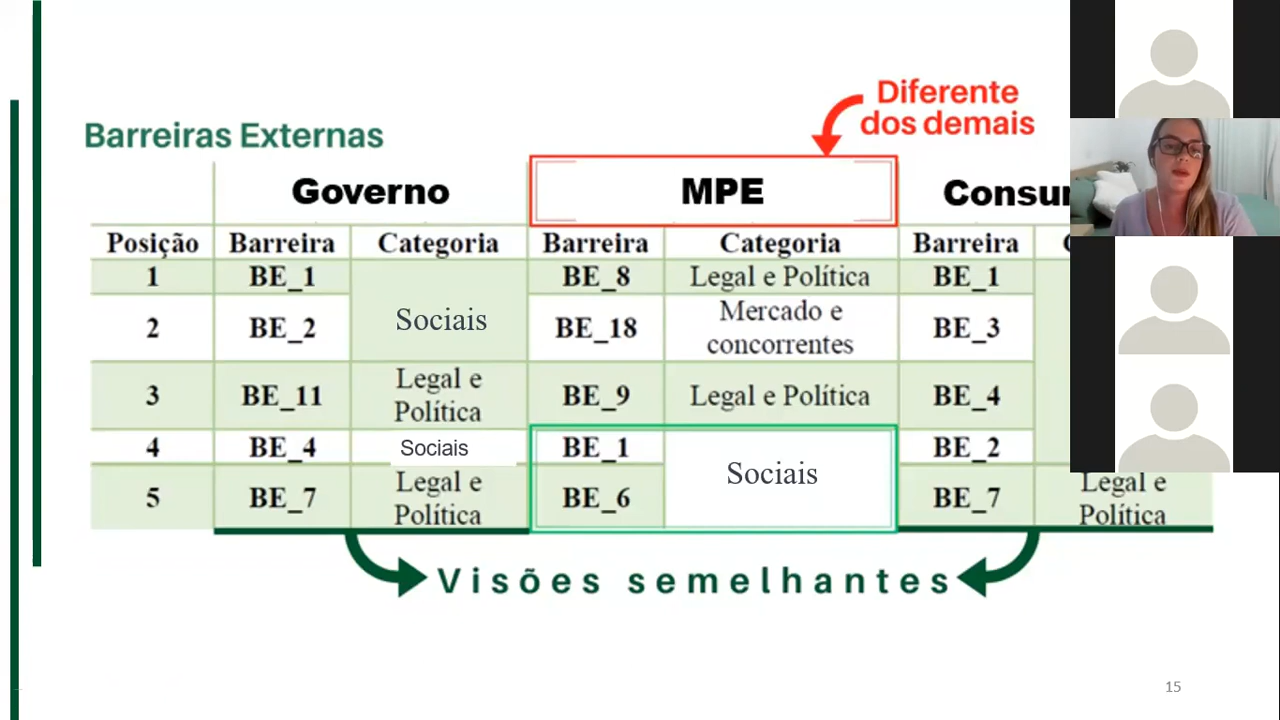 Diferente
dos demais
Barreiras Externas
Governo MPE
Posição Barreira Categoria Barreira Categoria Barreira
1 BE_1 Sociais BE_8 Legal e Política BE_1
2 BE_2 BE_18 Mercado e
concorrentes BE_3
3 BE_11 Legal e
Política BE_9 Legal e Política BE_4
4 BE_4 Sociais BE_1 Sociais BE_2
5 BE_7 Legal e
Política BE_6 BE_7 Legal e
Política
Visões semelhantes
15